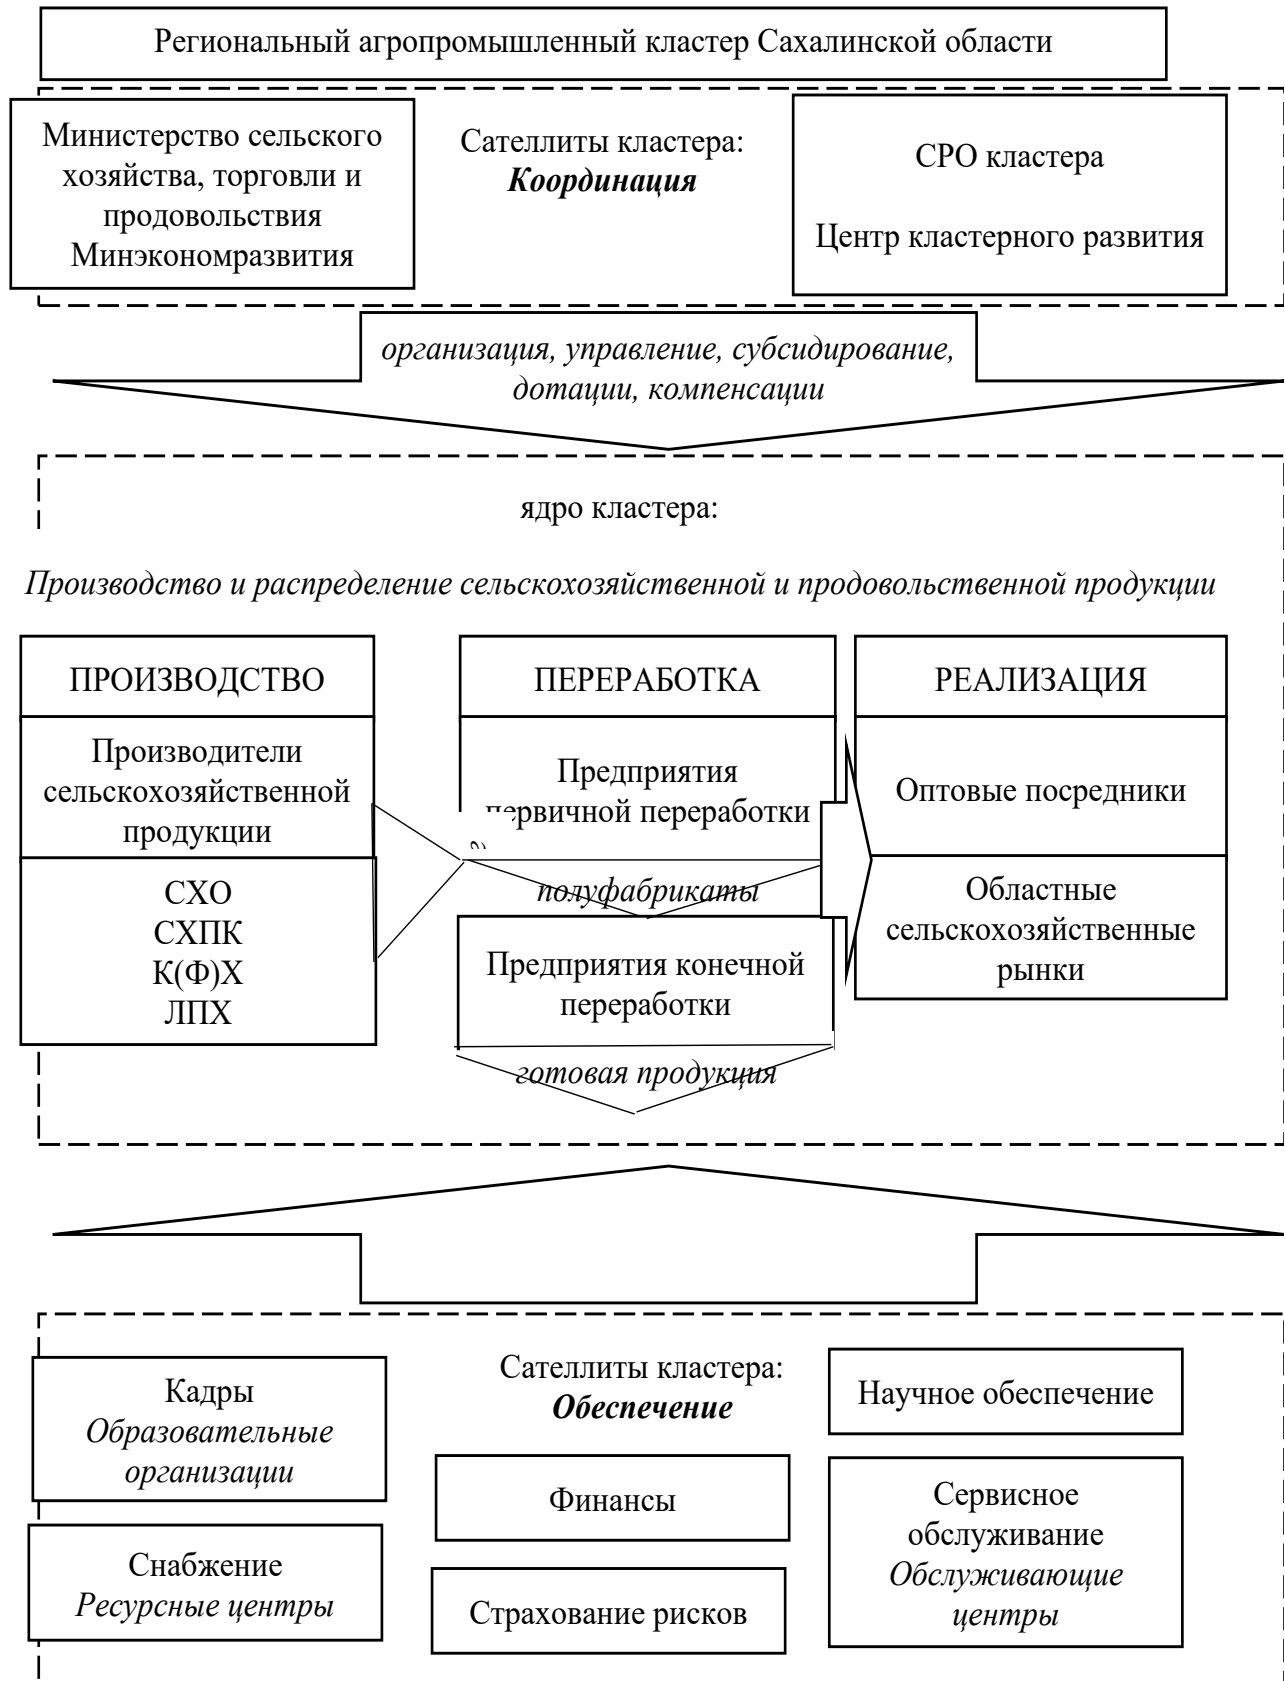 Региональный агропромышленный кластер Сахалинской области
Министерство сельского
хозяйства, торговли и
продовольствия
Минэкономразвития
Сателлиты кластера:
Координация
СРО кластера
Центр кластерного развития
организация, управление, субсидирование,
дотации, компенсации
ядро кластера:
Производство и распределение сельскохозяйственной и продовольственной продукции
ПРОИЗВОДСТВО
Производители
сельскохозяйственной
продукции
СХО
СХПК
К(Ф)Х
ЛПХ
ПЕРЕРАБОТКА
Предприятия
первичной переработки
полуфабрикаты
Предприятия конечной
переработки
готовая продукция
РЕАЛИЗАЦИЯ
Оптовые посредники
Областные
сельскохозяйственные
рынки
Сателлиты кластера:
Обеспечение
Кадры
Образовательные
организации
Снабжение
Ресурсные центры
Финансы
Страхование рисков
Научное обеспечение
Сервисное
обслуживание
Обслуживающие
центры